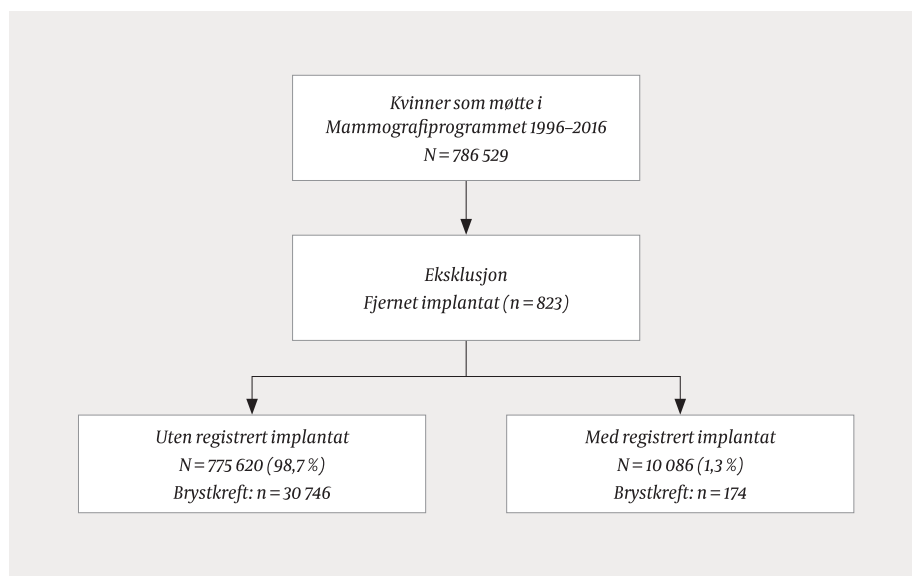 Kvinner som møtte i
Mammografiprogrammet 1996–2016
N = 786 529
Eksklusjon
Fjernet implantat (n = 823)
Uten registrert implantat
N = 775 620 (98,7 %)
Brystkreft: n = 30 746
Med registrert implantat
N = 10 086 (1,3 %)
Brystkreft: n = 174